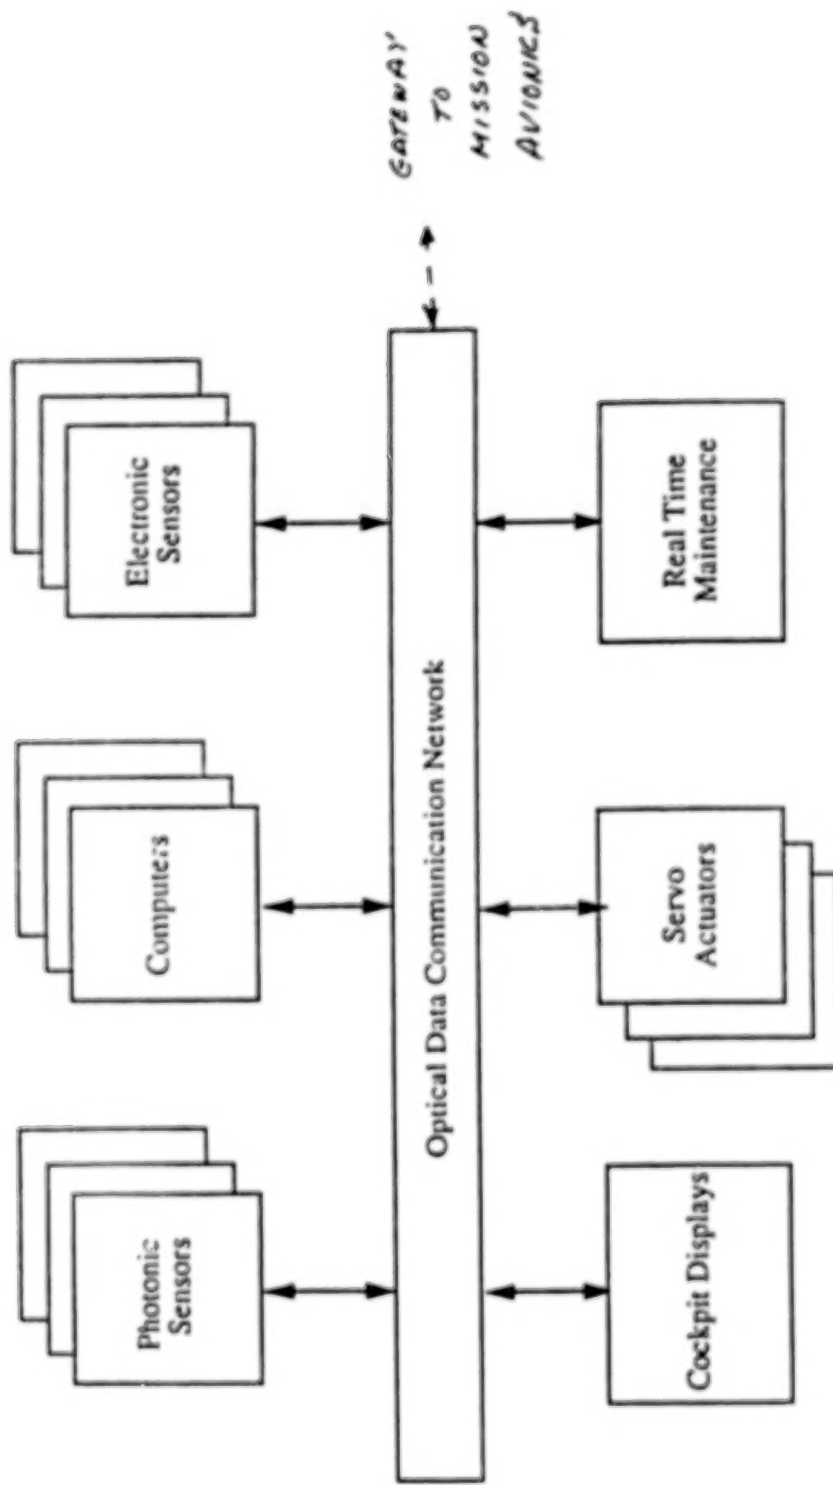 Photonic
Sensors
Computers
Electronic
Sensors
Optical Data Communication Network
GATEWAY
TO
MISSION
AVIONICS
Cockpit Displays
Servo
Actuators
Real Time
Maintenance